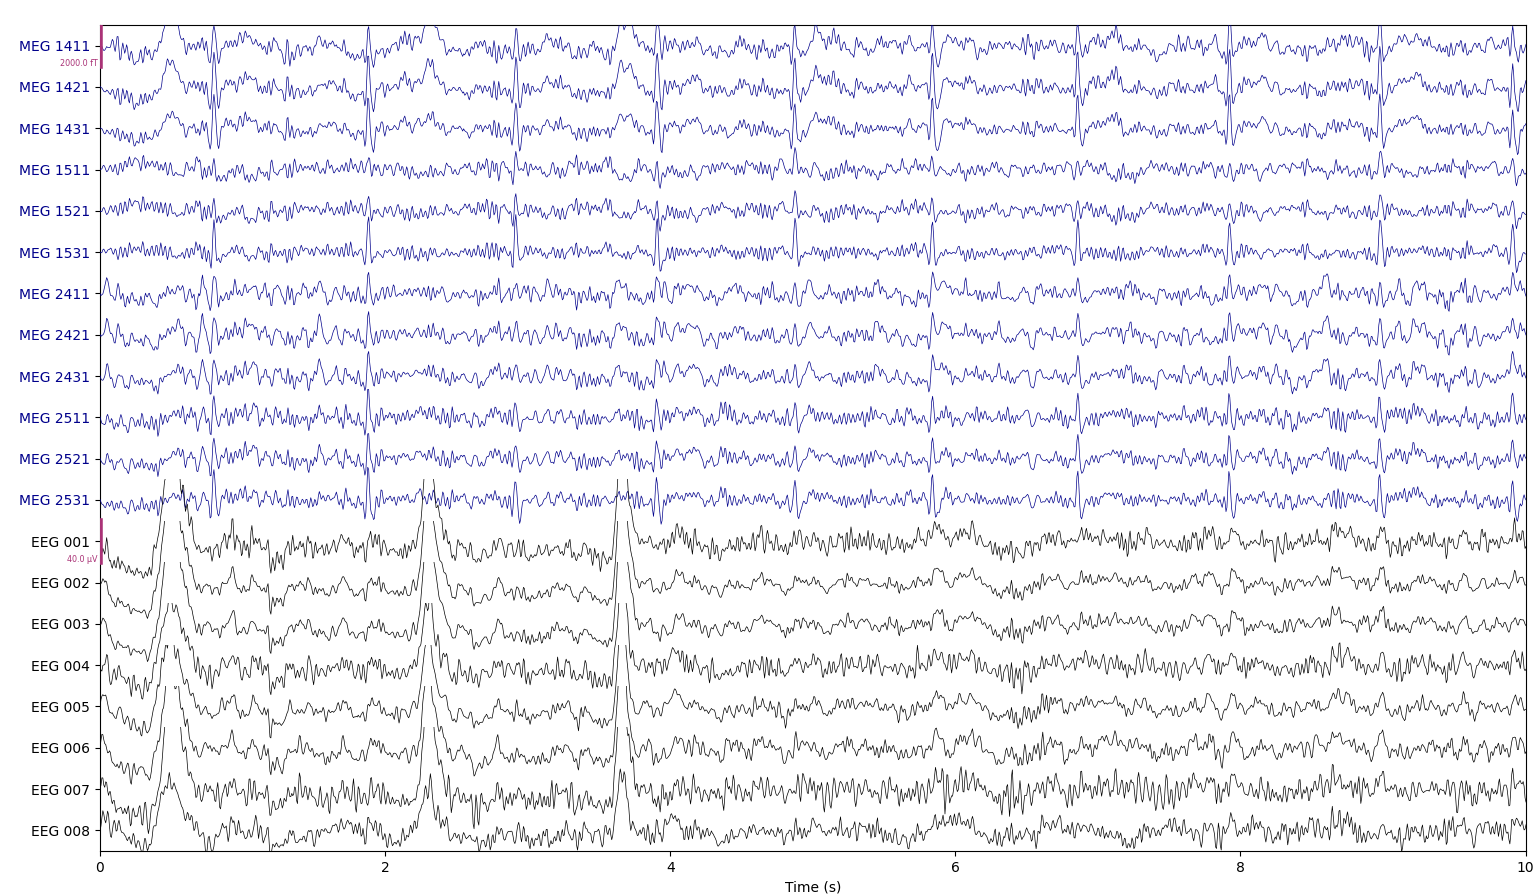 MEG 1411
2000.0 fT
MEG 1421
MEG 1431
MEG 1511
MEG 1521
MEG 1531
MEG 2411
MEG 2421
MEG 2431
MEG 2511
MEG 2521
MEG 2531
EEG 001
40.0 µV
EEG 002
EEG 003
EEG 004
EEG 005
EEG 006
EEG 007
EEG 008
0 2 4 6 8 10
Time (s)